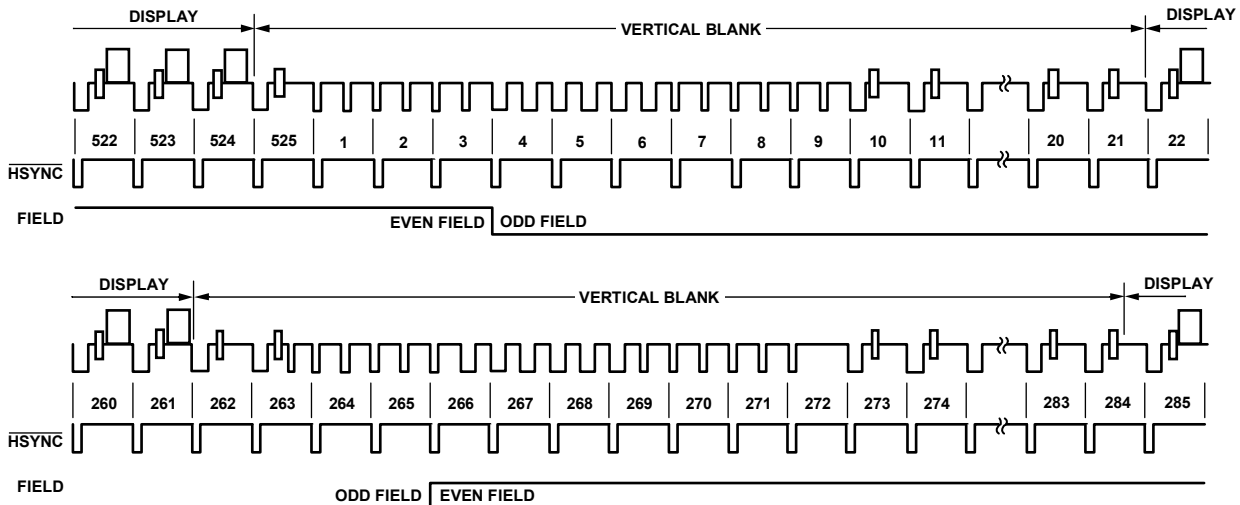 DISPLAY VERTICAL BLANK DISPLAY
522 523 524 525 1 2 3 4 5 6 7 8 9 10 11 20 21 22
HSYNC
FIELD EVEN FIELD ODD FIELD
DISPLAY VERTICAL BLANK DISPLAY
260 261 262 263 264 265 266 267 268 269 270 271 272 273 274 283 284 285
HSYNC
FIELD ODD FIELD EVEN FIELD